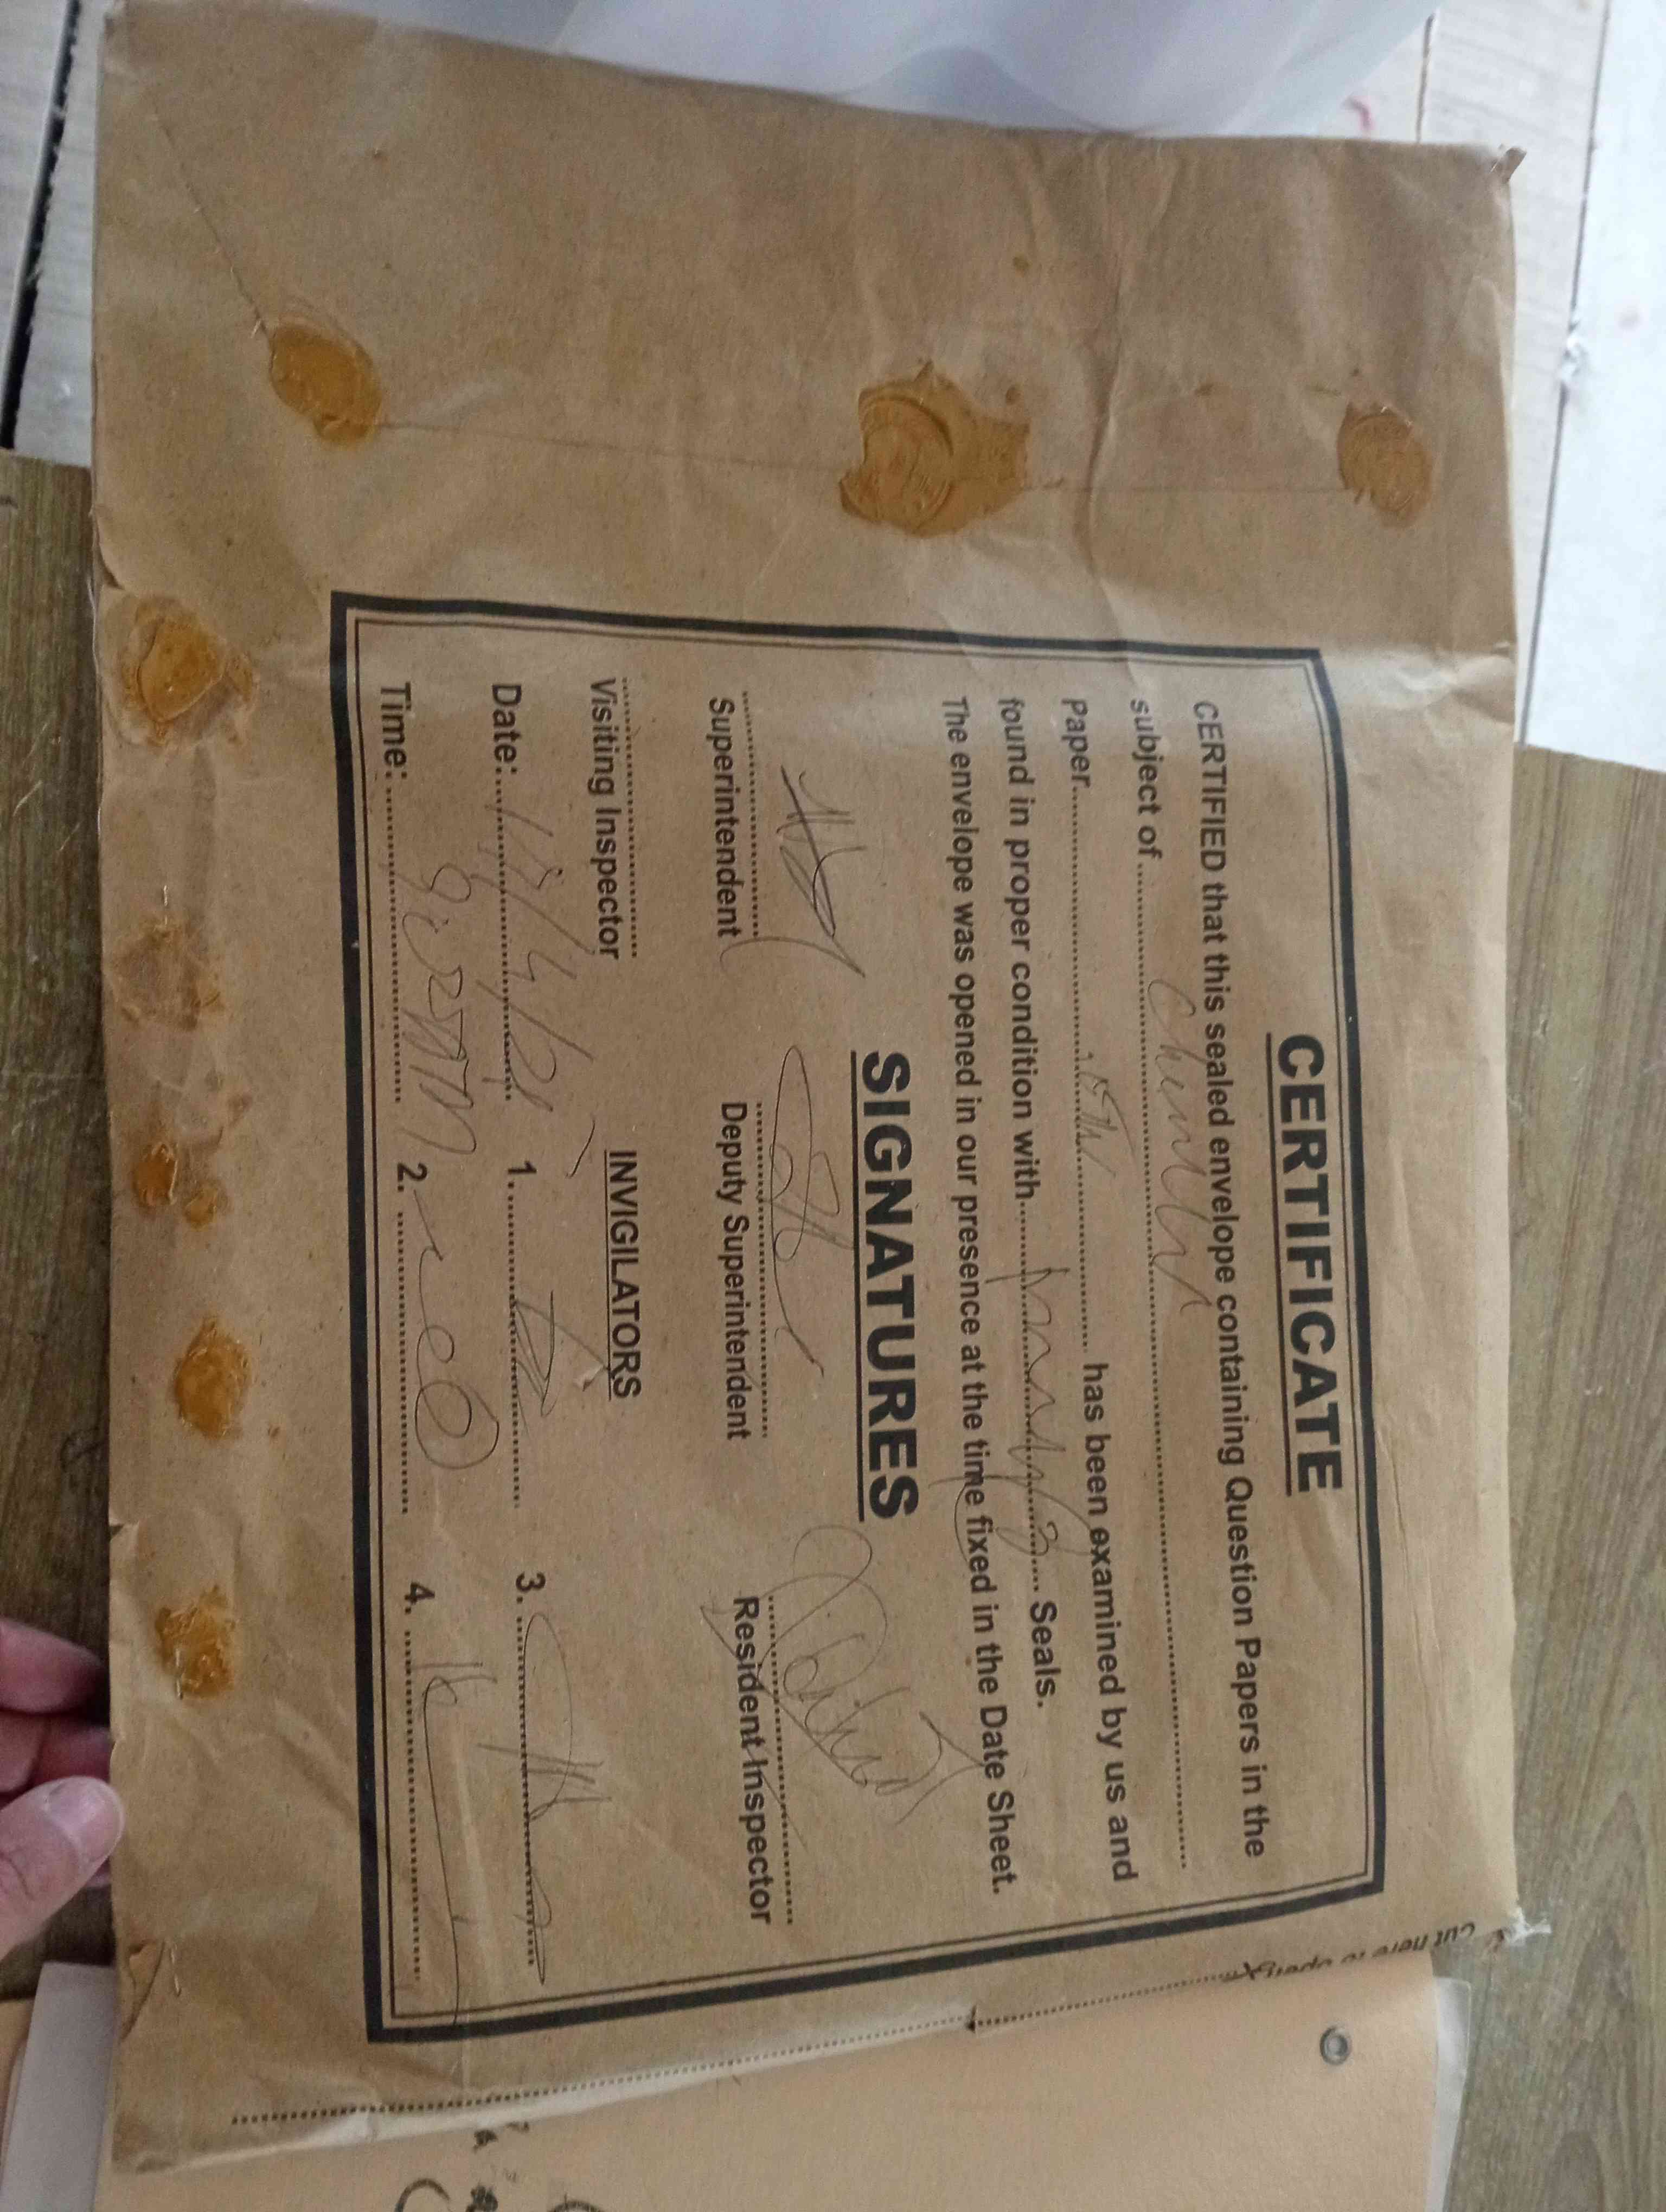 CERTIFICATE
CERTIFIED that this sealed envelope containing Question Papers in the
subject of
Paper 10th has been examined by us and
found in proper condition with Seals.
The envelope was opened in our presence at the time fixed in the Date Sheet.
SIGNATURES
Superintendent Deputy Superintendent Resident Inspector
Visiting Inspector INVIGILATORS
Date: 1. 3.
Time: 2. 4.
cut here to open